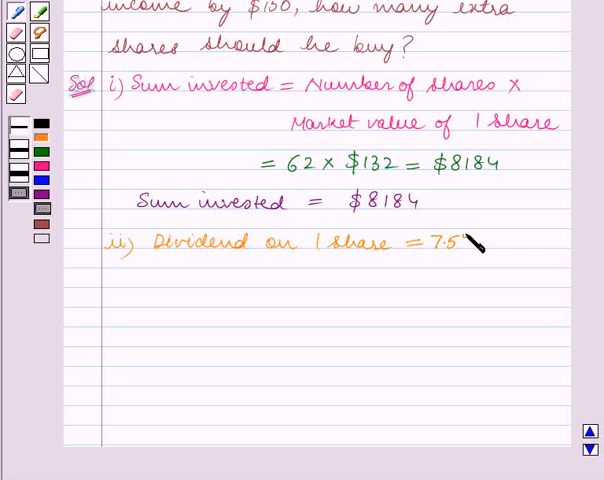 income by $150, how many extra
shares should he buy?
Sol i) Sum invested = Number of shares ×
Market value of 1 share
= 62 × $132 = $8184
Sum invested = $8184
ii) Dividend on 1 share = 7.5